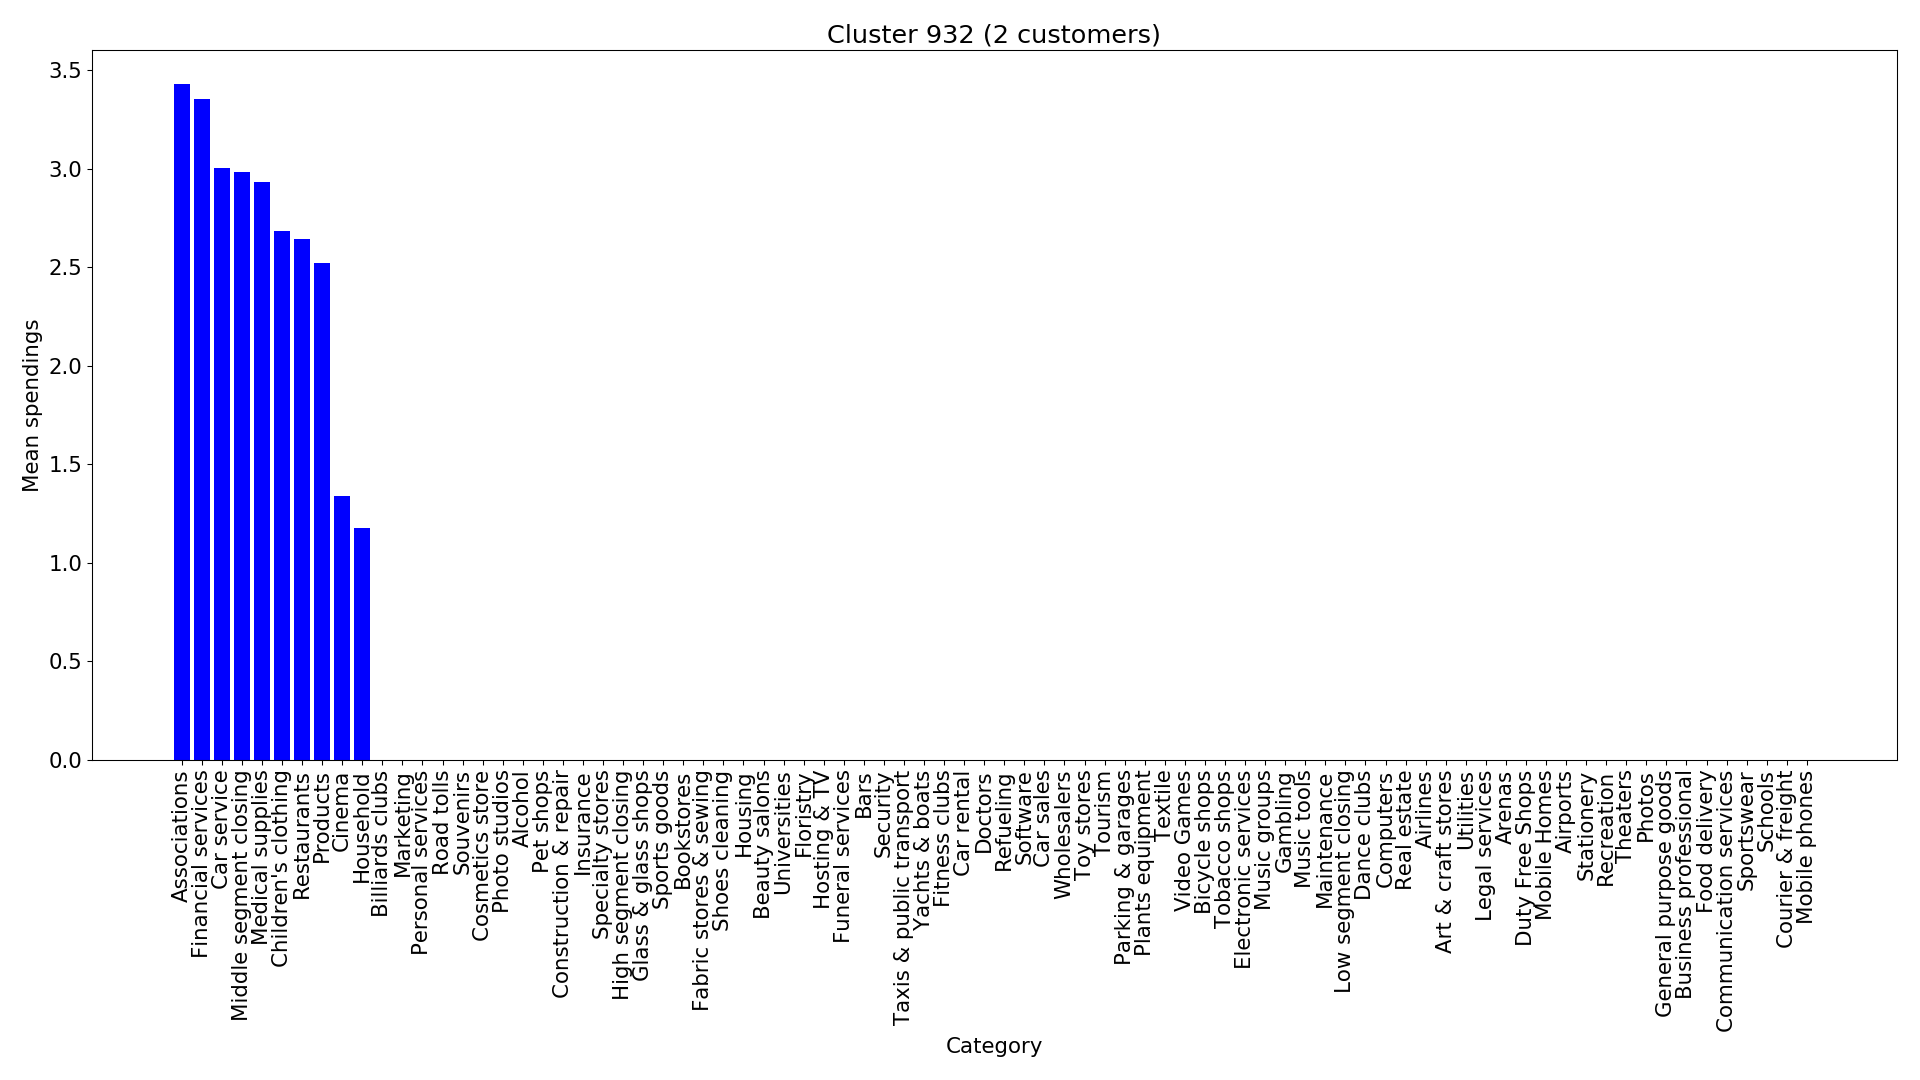 Cluster 932 (2 customers)
3.5
3.0
2.5
2.0
1.5
1.0
0.5
0.0
Mean spendings
Associations
Financial services
Car service
Middle segment closing
Medical supplies
Children's clothing
Restaurants
Products
Cinema
Household
Billiards clubs
Marketing
Personal services
Road tolls
Souvenirs
Cosmetics store
Photo studios
Alcohol
Pet shops
Construction & repair
Insurance
Specialty stores
High segment closing
Glass & glass shops
Sports goods
Bookstores
Fabric stores & sewing
Shoes cleaning
Housing
Beauty salons
Universities
Floristry
Hosting & TV
Funeral services
Bars
Security
Taxis & public transport
Yachts & boats
Fitness clubs
Car rental
Doctors
Refueling
Software
Car sales
Wholesalers
Toy stores
Tourism
Parking & garages
Plants equipment
Textile
Video Games
Bicycle shops
Tobacco shops
Electronic services
Music groups
Gambling
Music tools
Maintenance
Low segment closing
Dance clubs
Computers
Real estate
Airlines
Art & craft stores
Utilities
Legal services
Arenas
Duty Free Shops
Mobile Homes
Airports
Stationery
Recreation
Theaters
Photos
General purpose goods
Business professional
Food delivery
Communication services
Sportswear
Schools
Courier & freight
Mobile phones
Category